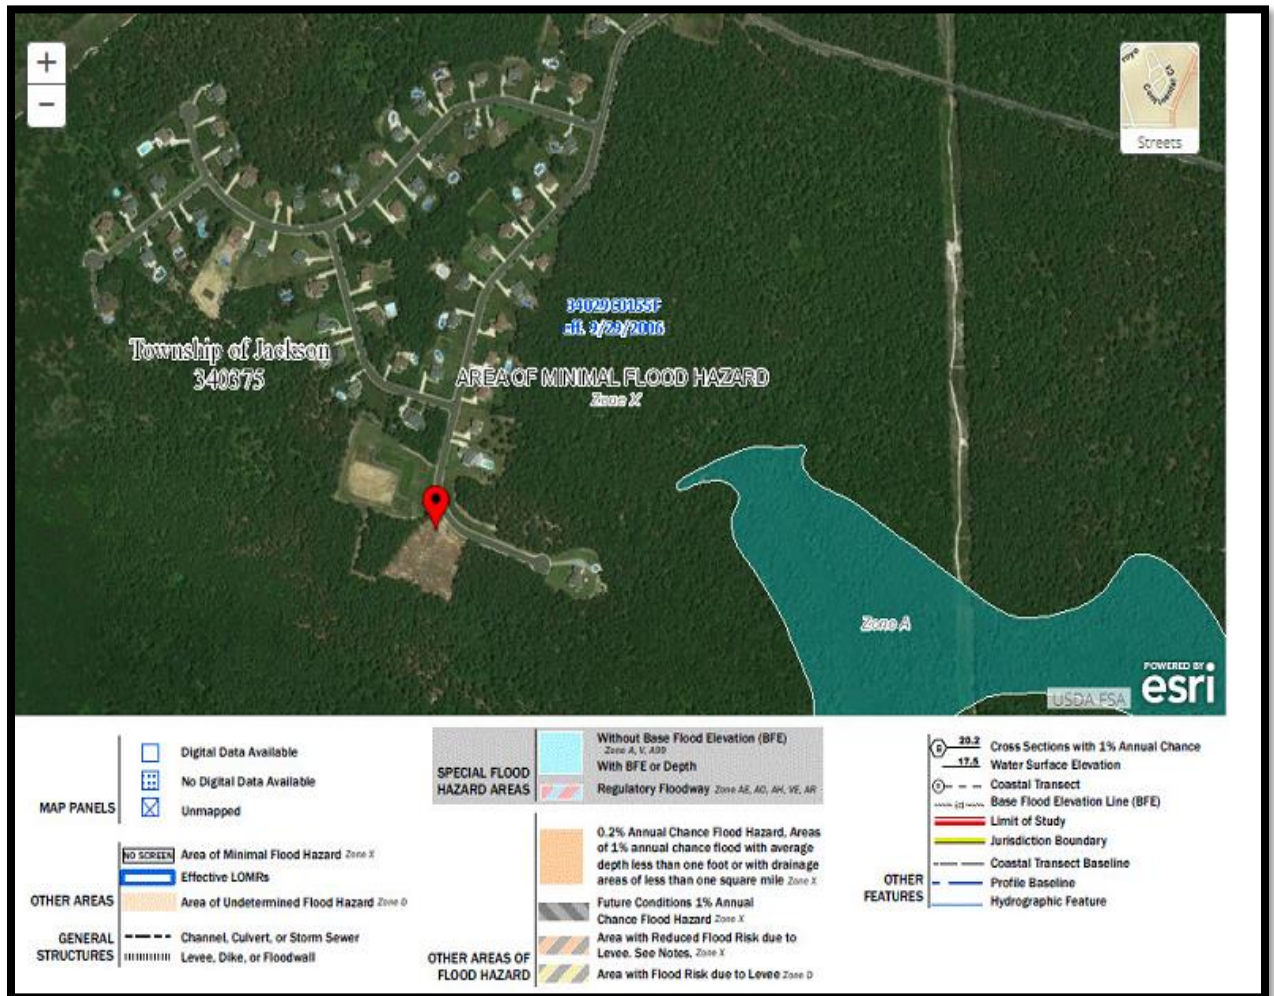 +
−
royo
Continental Ct
Streets
34029C0165F
eff. 9/29/2006
Township of Jackson
340375
AREA OF MINIMAL FLOOD HAZARD
Zone X
Zone A
POWERED BY
esri
USDA FSA
MAP PANELS
Digital Data Available
No Digital Data Available
Unmapped
OTHER AREAS
NO SCREEN Area of Minimal Flood Hazard Zone X
Effective LOMRs
Area of Undetermined Flood Hazard Zone D
GENERAL
STRUCTURES
Channel, Culvert, or Storm Sewer
Levee, Dike, or Floodwall
SPECIAL FLOOD
HAZARD AREAS
Without Base Flood Elevation (BFE)
Zone A, V, A99
With BFE or Depth
Regulatory Floodway Zone AE, AO, AH, VE, AR
0.2% Annual Chance Flood Hazard, Areas
of 1% annual chance flood with average
depth less than one foot or with drainage
areas of less than one square mile Zone X
Future Conditions 1% Annual
Chance Flood Hazard Zone X
Area with Reduced Flood Risk due to
Levee. See Notes. Zone X
Area with Flood Risk due to Levee Zone D
OTHER AREAS OF
FLOOD HAZARD
20.2 Cross Sections with 1% Annual Chance
17.5 Water Surface Elevation
Coastal Transect
Base Flood Elevation Line (BFE)
Limit of Study
Jurisdiction Boundary
Coastal Transect Baseline
OTHER
FEATURES
Profile Baseline
Hydrographic Feature